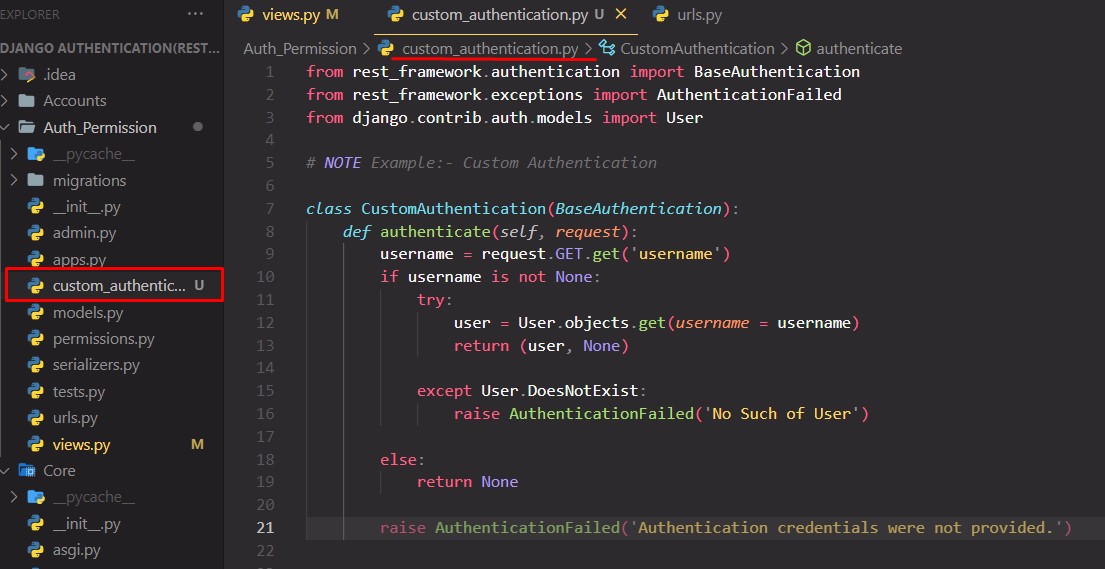 EXPLORER ...
DJANGO AUTHENTICATION(REST...
.idea
Accounts
Auth_Permission
__pycache__
migrations
__init__.py
admin.py
apps.py
custom_authentic... U
models.py
permissions.py
serializers.py
tests.py
urls.py
views.py M
Core
__pycache__
__init__.py
asgi.py
views.py M custom_authentication.py U urls.py
Auth_Permission > custom_authentication.py > CustomAuthentication > authenticate
1 from rest_framework.authentication import BaseAuthentication
2 from rest_framework.exceptions import AuthenticationFailed
3 from django.contrib.auth.models import User
4
5 # NOTE Example:- Custom Authentication
6
7 class CustomAuthentication(BaseAuthentication):
8 def authenticate(self, request):
9 username = request.GET.get('username')
10 if username is not None:
11 try:
12 user = User.objects.get(username = username)
13 return (user, None)
14
15 except User.DoesNotExist:
16 raise AuthenticationFailed('No Such of User')
17
18 else:
19 return None
20
21 raise AuthenticationFailed('Authentication credentials were not provided.')
22